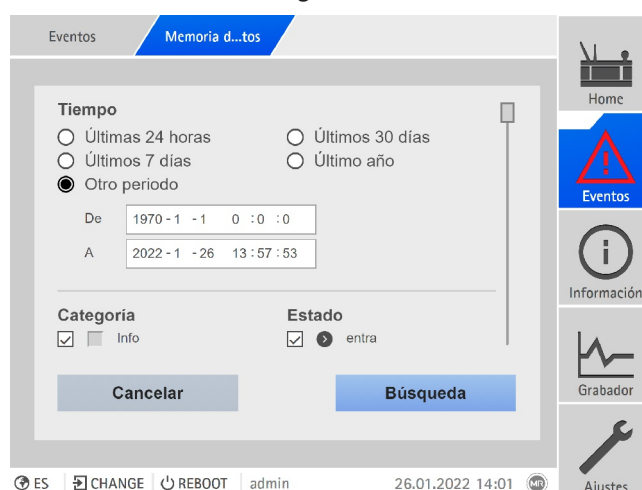 Eventos
Memoria d...tos
Tiempo
Últimas 24 horas
Últimos 30 días
Últimos 7 días
Último año
Otro periodo
De 1970-1 -1 0 :0 :0
A 2022-1 -26 13:57:53
Categoría
Estado
Info
entra
Cancelar
Búsqueda
Home
Eventos
Información
Grabador
Ajustes
ES CHANGE REBOOT admin 26.01.2022 14:01 MR